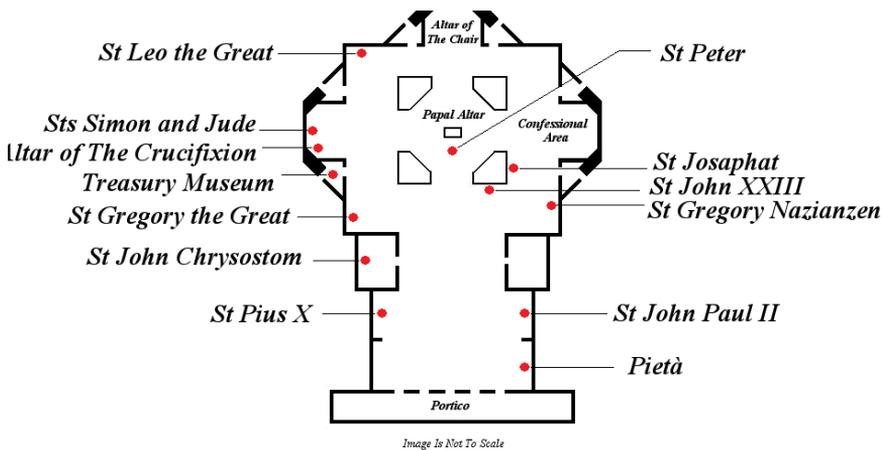 Altar of
The Chair
St Leo the Great
St Peter
Papal Altar
Sts Simon and Jude
Confessional
Area
ltar of The Crucifixion
St Josaphat
Treasury Museum
St John XXIII
St Gregory the Great
St Gregory Nazianzen
St John Chrysostom
St Pius X
St John Paul II
Pietà
Portico
Image Is Not To Scale